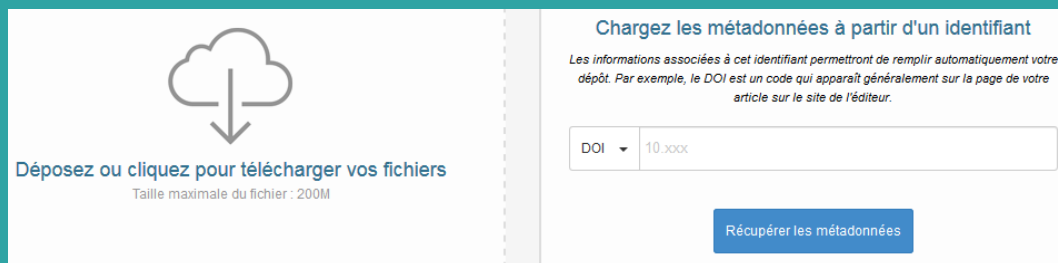 Déposez ou cliquez pour télécharger vos fichiers
Taille maximale du fichier : 200M
Chargez les métadonnées à partir d'un identifiant
Les informations associées à cet identifiant permettront de remplir automatiquement votre
dépôt. Par exemple, le DOI est un code qui apparaît généralement sur la page de votre
article sur le site de l'éditeur.
DOI 10.xxx
Récupérer les métadonnées